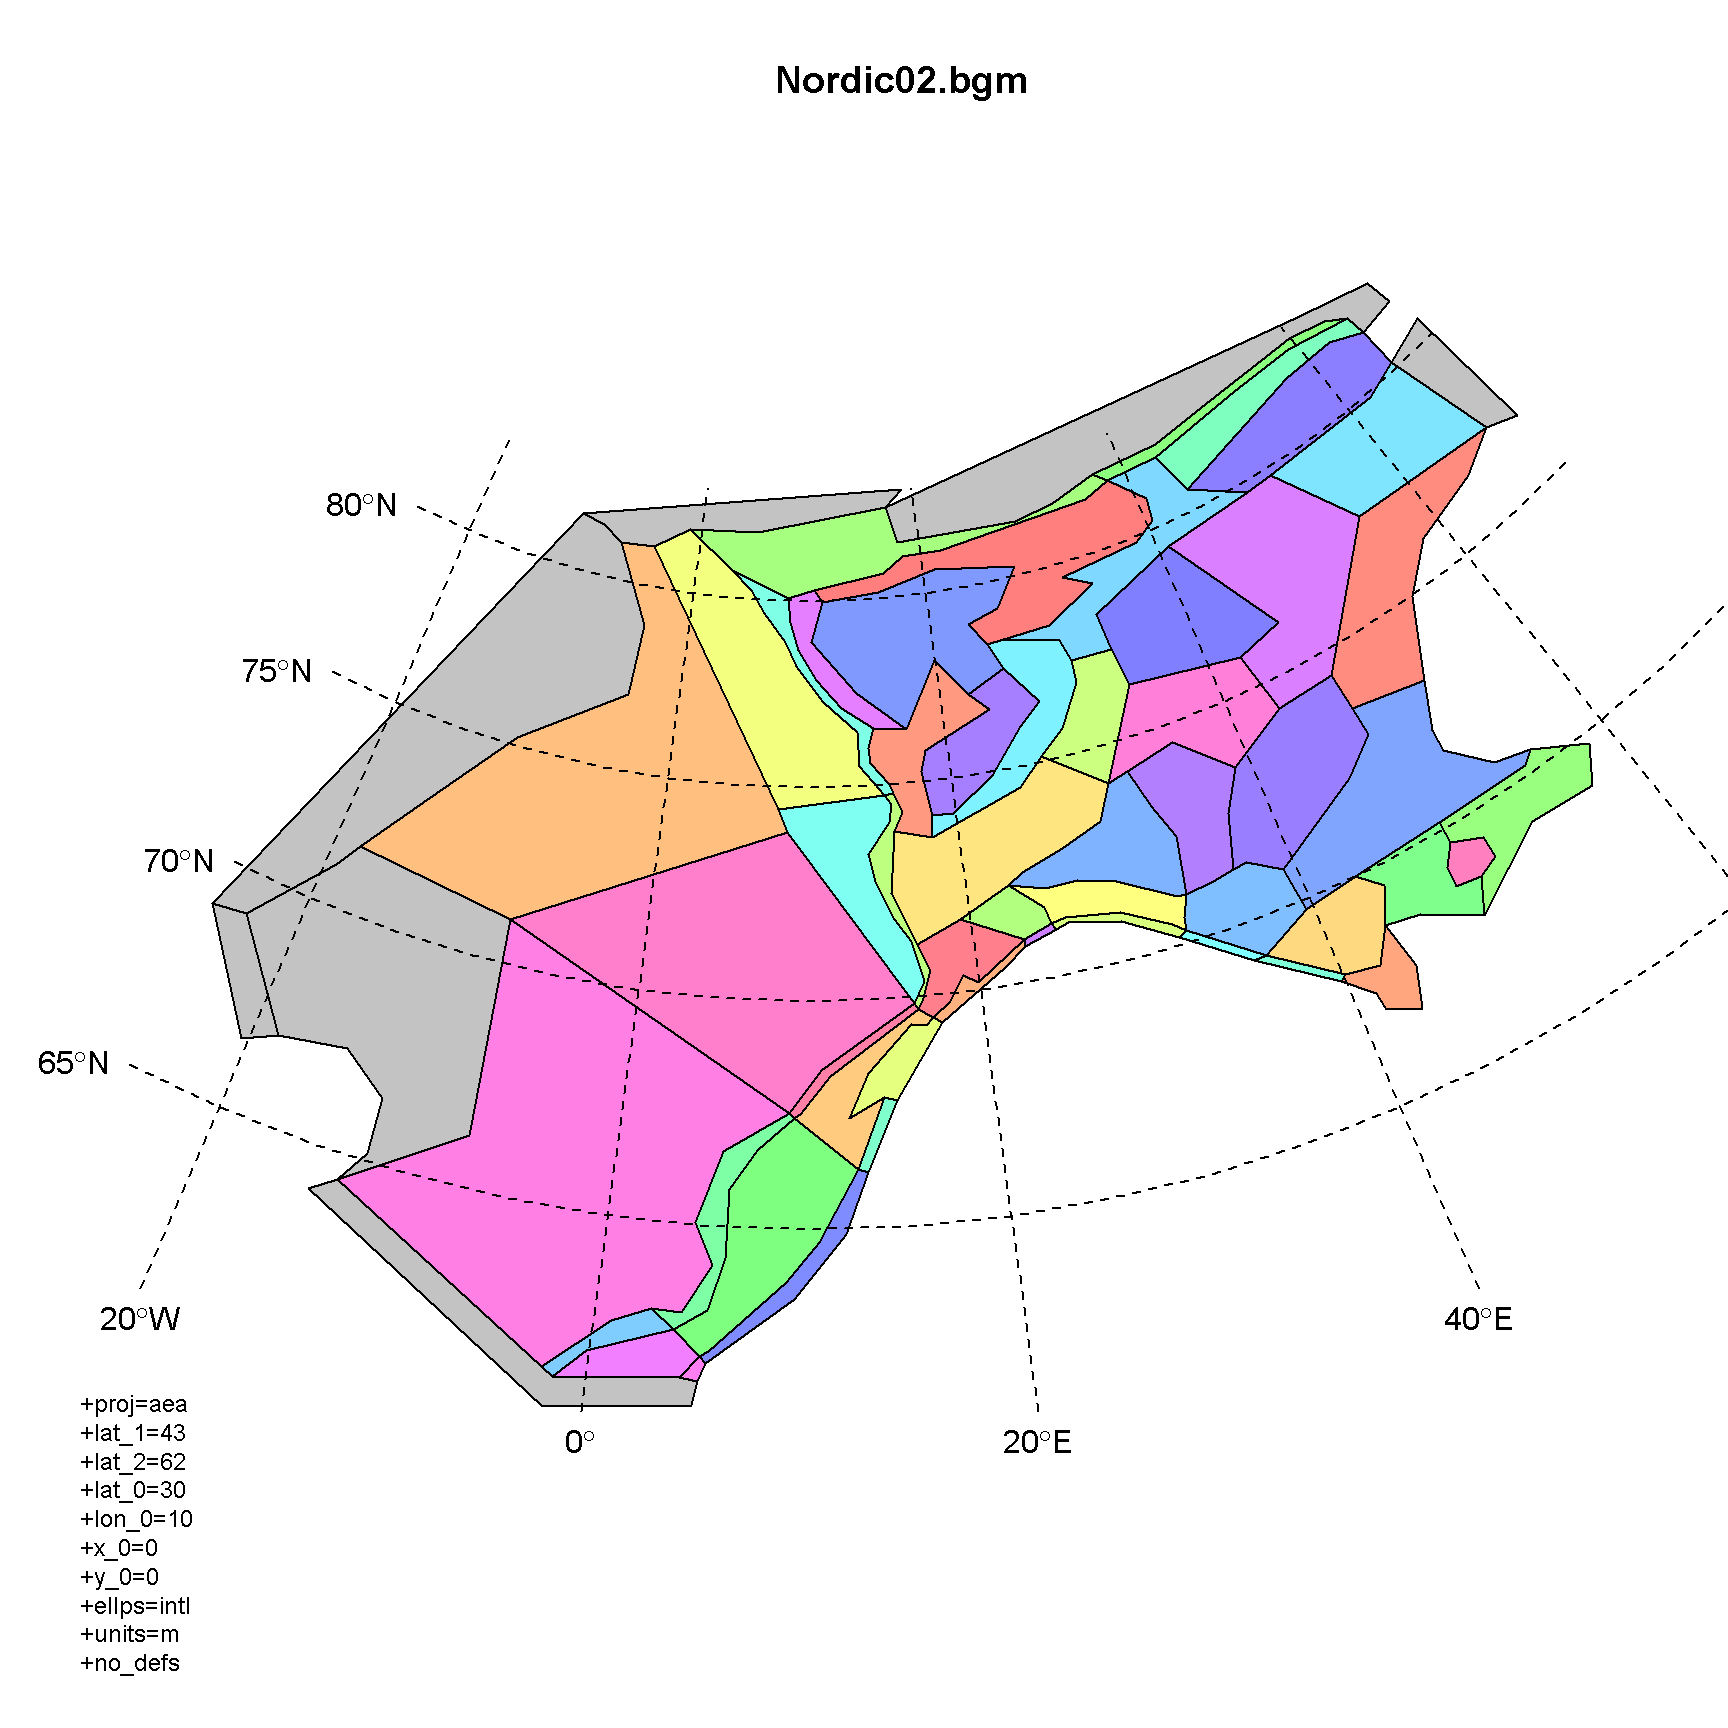 Nordic02.bgm
80°N
75°N
70°N
65°N
20°W
40°E
0°
20°E
+proj=aea
+lat_1=43
+lat_2=62
+lat_0=30
+lon_0=10
+x_0=0
+y_0=0
+ellps=intl
+units=m
+no_defs